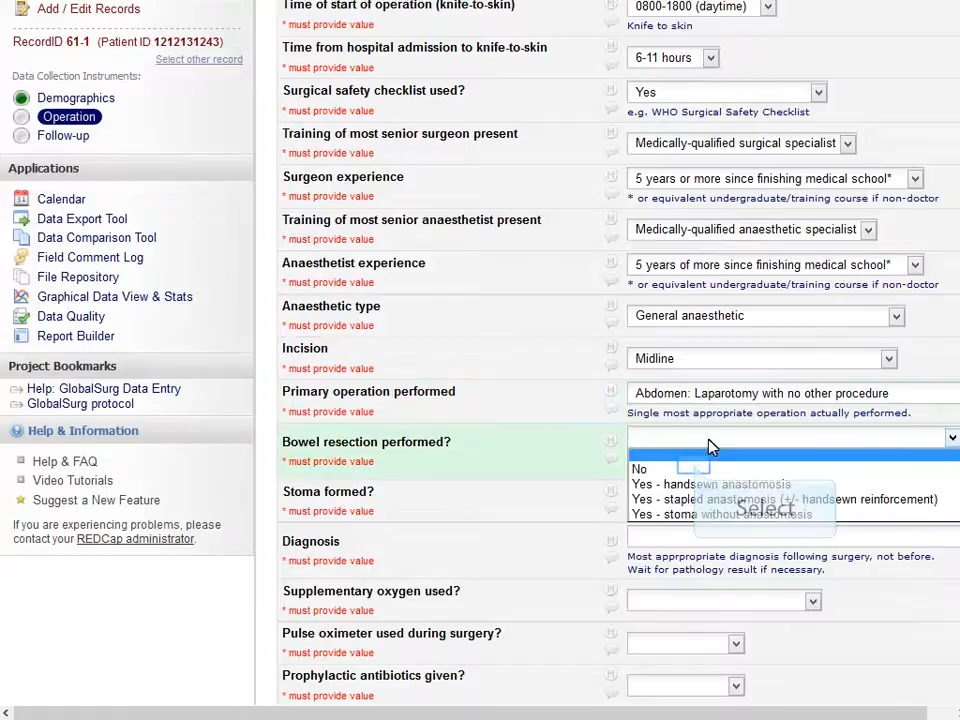 Add / Edit Records
RecordID 61-1 (Patient ID 1212131243)
Select other record
Data Collection Instruments:
Demographics
Operation
Follow-up
Applications
Calendar
Data Export Tool
Data Comparison Tool
Field Comment Log
File Repository
Graphical Data View & Stats
Data Quality
Report Builder
Project Bookmarks
Help: GlobalSurg Data Entry
GlobalSurg protocol
Help & Information
Help & FAQ
Video Tutorials
Suggest a New Feature
If you are experiencing problems, please
contact your REDCap administrator.
Time of start of operation (knife-to-skin)
* must provide value
0800-1800 (daytime)
Knife to skin
Time from hospital admission to knife-to-skin
* must provide value
6-11 hours
Surgical safety checklist used?
* must provide value
Yes
e.g. WHO Surgical Safety Checklist
Training of most senior surgeon present
* must provide value
Medically-qualified surgical specialist
Surgeon experience
* must provide value
5 years or more since finishing medical school*
* or equivalent undergraduate/training course if non-doctor
Training of most senior anaesthetist present
* must provide value
Medically-qualified anaesthetic specialist
Anaesthetist experience
* must provide value
5 years of more since finishing medical school*
* or equivalent undergraduate/training course if non-doctor
Anaesthetic type
* must provide value
General anaesthetic
Incision
* must provide value
Midline
Primary operation performed
* must provide value
Abdomen: Laparotomy with no other procedure
Single most appropriate operation actually performed.
Bowel resection performed?
* must provide value
No
Yes - handsewn anastomosis
Yes - stapled anastomosis (+/- handsewn reinforcement)
Yes - stoma without anastomosis
Select
Stoma formed?
* must provide value
Diagnosis
* must provide value
Most apprpropriate diagnosis following surgery, not before.
Wait for pathology result if necessary.
Supplementary oxygen used?
* must provide value
Pulse oximeter used during surgery?
* must provide value
Prophylactic antibiotics given?
* must provide value